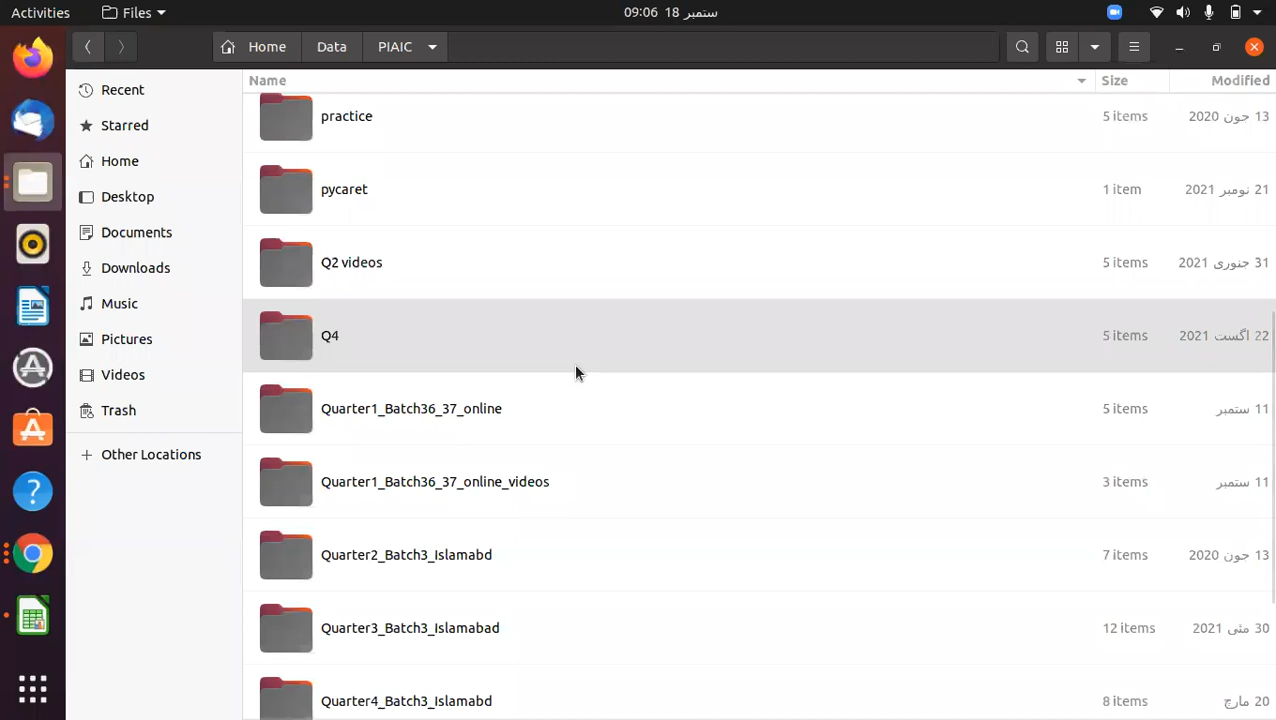 Activities Files 09:06 18 ستمبر
Home Data PIAIC
Name Size Modified
Recent
Starred
Home
Desktop
Documents
Downloads
Music
Pictures
Videos
Trash
Other Locations
practice 5 items 13 جون 2020
pycaret 1 item 21 نومبر 2021
Q2 videos 5 items 31 جنوری 2021
Q4 5 items 22 اگست 2021
Quarter1_Batch36_37_online 5 items 11 ستمبر
Quarter1_Batch36_37_online_videos 3 items 11 ستمبر
Quarter2_Batch3_Islamabd 7 items 13 جون 2020
Quarter3_Batch3_Islamabad 12 items 30 مئی 2021
Quarter4_Batch3_Islamabd 8 items 20 مارچ